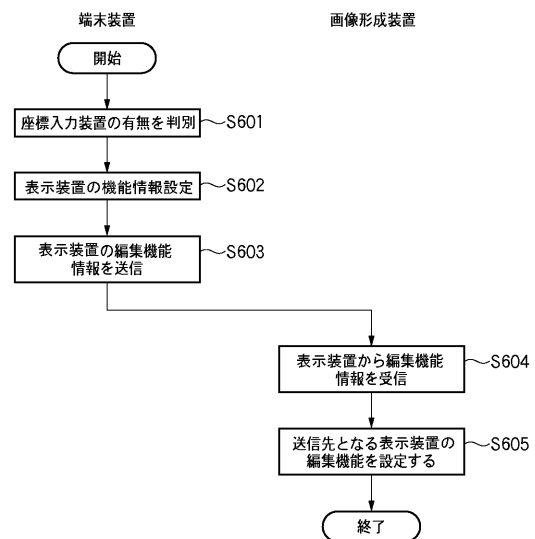 端末装置
画像形成装置
開始
座標入力装置の有無を判別
S601
表示装置の機能情報設定
S602
表示装置の編集機能
情報を送信
S603
表示装置から編集機能
情報を受信
S604
送信先となる表示装置の
編集機能を設定する
S605
終了